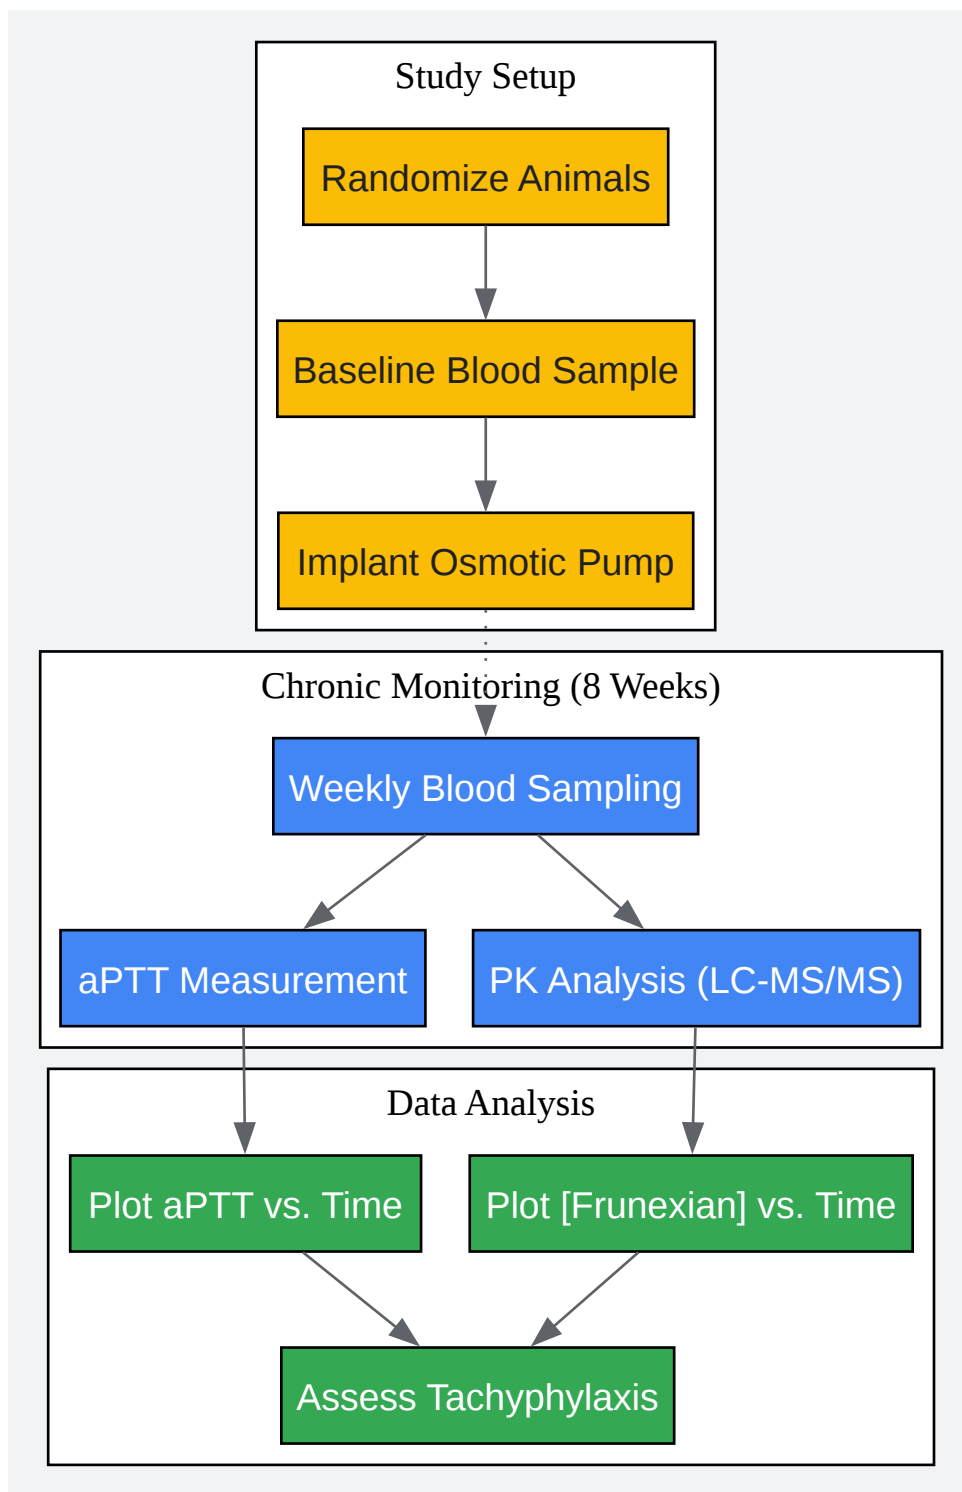 Study Setup
Randomize Animals
Baseline Blood Sample
Implant Osmotic Pump
Chronic Monitoring (8 Weeks)
Weekly Blood Sampling
aPTT Measurement
PK Analysis (LC-MS/MS)
Data Analysis
Plot aPTT vs. Time
Plot [Frunexian] vs. Time
Assess Tachyphylaxis